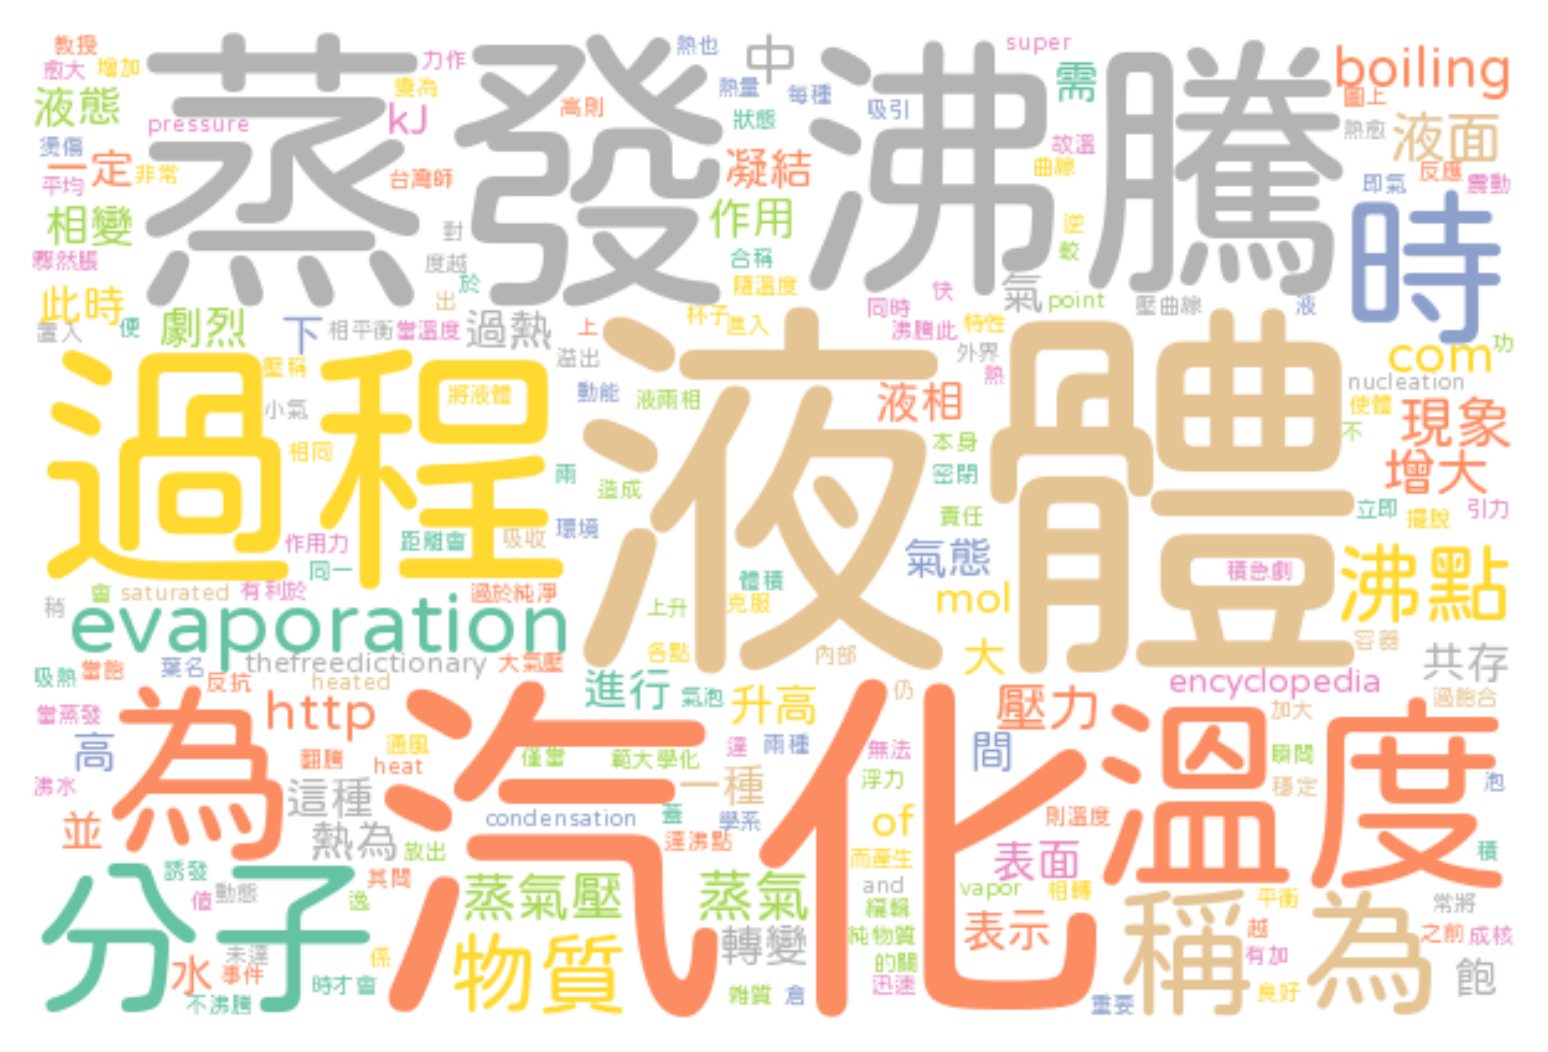 教授
愈大
增加
液態
燙傷
平均
一定
非常
相變
驟然脹
此時
置入
便
劇烈
下
相平衡
當溫度
過熱
蒸發
沸騰
力作
變為
kJ
pressure
台灣師
對
度越
於
出
高則
熱也
中
熱量
每種
狀態
吸引
凝結
作用
合稱
隨溫度
super
需
boiling
圖上
熱愈
液面
故溫
曲線
反應
即氣
震動
逆
較
時
快
同時
氣
point
壓曲線
液
沸騰此
特性
杯子
進入
上
溢出
外界
熱
com
功
nucleation
使體
不
現象
增大
過程
壓稱
小氣
相同
將液體
動能
液兩相
液體
液相
兩
造成
本身
密閉
責任
立即
擺脫
引力
作用力
距離會
吸收
環境
同一
氣態
體積
積急劇
沸點
會
saturated
有利於
過於純淨
稍
evaporation
上升
克服
mol
各點
內部
大
容器
共存
吸熱
當飽
葉名
thefreedictionary
大氣壓
反抗
heated
進行
氣泡
升高
仍
壓力
encyclopedia
加大
過飽合
當蒸發
為
http
高
翻騰
通風
heat
汽化
僅當
範大學化
達
兩種
無法
間
溫度
瞬間
沸水
這種
一種
浮力
穩定
泡
並
熱為
放出
condensation
蓋
學系
達沸點
of
則溫度
而產生
表面
積
分子
誘發
值
動態
其間
逸
蒸氣壓
蒸氣
and
vapor
相轉
編輯
稱為
平衡
常將
未達
水
事件
係
物質
轉變
純物質
表示
越
之前
成核
的關
有加
飽
不沸騰
時才會
雜質
倉
迅速
重要
良好